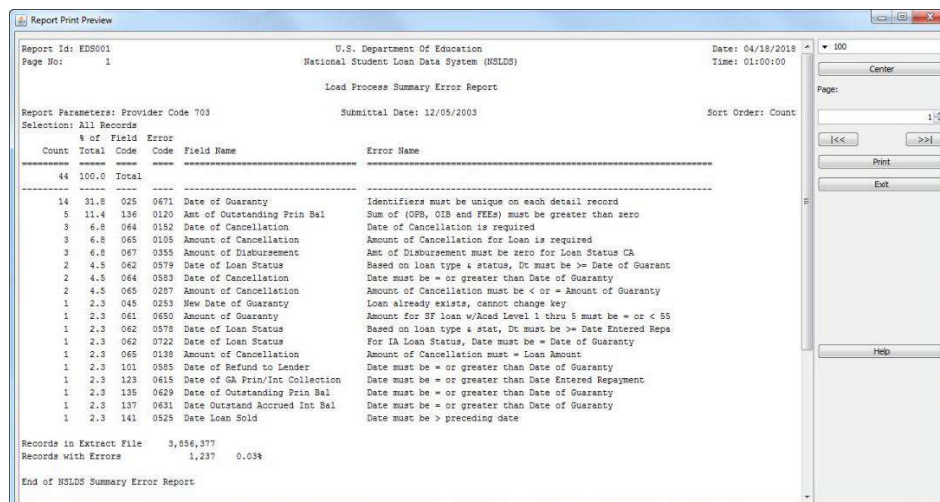 Report Print Preview
Report Id: EDS001 U.S. Department Of Education Date: 04/18/2018
Page No: 1 National Student Loan Data System (NSLDS) Time: 01:00:00
Load Process Summary Error Report
Report Parameters: Provider Code 703 Submittal Date: 12/05/2003 Sort Order: Count
Selection: All Records
% of Field Error
Count Total Code Code Field Name Error Name
44 100.0 Total
14 31.8 025 0671 Date of Guaranty Identifiers must be unique on each detail record
5 11.4 136 0120 Amt of Outstanding Prin Bal Sum of (OPB, OIB and FEEs) must be greater than zero
3 6.8 064 0152 Date of Cancellation Date of Cancellation is required
3 6.8 065 0105 Amount of Cancellation Amount of Cancellation for Loan is required
3 6.8 067 0355 Amount of Disbursement Amt of Disbursement must be zero for Loan Status CA
2 4.5 062 0579 Date of Loan Status Based on loan type & status, Dt must be >= Date of Guarant
2 4.5 064 0583 Date of Cancellation Date must be = or greater than Date of Guaranty
2 4.5 065 0287 Amount of Cancellation Amount of Cancellation must be < or = Amount of Guaranty
1 2.3 045 0253 New Date of Guaranty Loan already exists, cannot change key
1 2.3 061 0650 Amount of Guaranty Amount for SF loan w/Acad Level 1 thru 5 must be = or < 55
1 2.3 062 0578 Date of Loan Status Based on loan type & stat, Dt must be >= Date Entered Repa
1 2.3 062 0722 Date of Loan Status For IA Loan Status, Date must be = Date of Guaranty
1 2.3 065 0138 Amount of Cancellation Amount of Cancellation must = Loan Amount
1 2.3 101 0585 Date of Refund to Lender Date must be = or greater than Date of Guaranty
1 2.3 123 0615 Date of GA Prin/Int Collection Date must be = or greater than Date Entered Repayment
1 2.3 135 0629 Date of Outstanding Prin Bal Date must be = or greater than Date of Guaranty
1 2.3 137 0631 Date Outstand Accrued Int Bal Date must be = or greater than Date of Guaranty
1 2.3 141 0525 Date Loan Sold Date must be > preceding date
Records in Extract File 3,856,377
Records with Errors 1,237 0.03%
End of NSLDS Summary Error Report
100
Center
Page:
1
|<< >>|
Print
Exit
Help